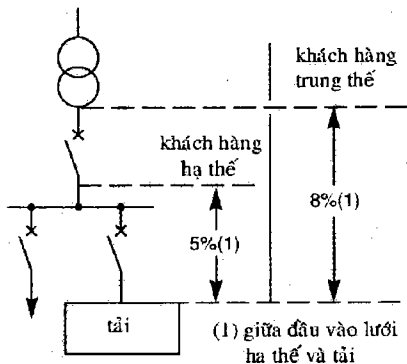 khách hàng
trung thế
khách hàng
hạ thế
8%(1)
5%(1)
tải
(1) giữa đầu vào lưới
hạ thế và tải